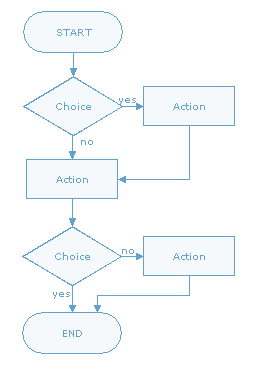 START
Choice
yes
Action
no
Action
Choice
no
Action
yes
END